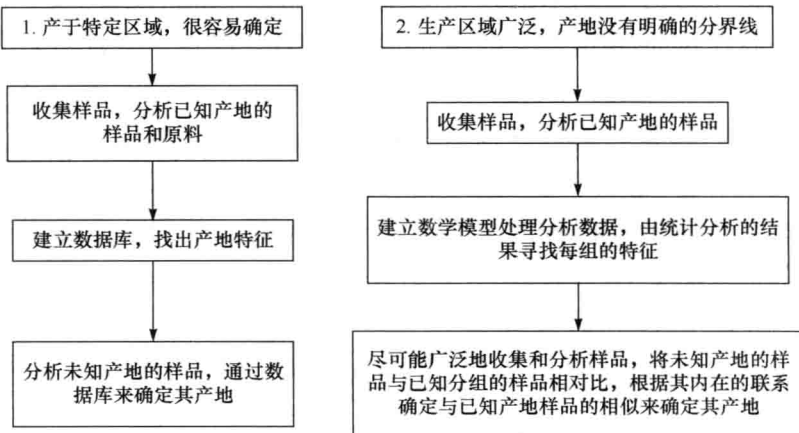 1. 产于特定区域，很容易确定
收集样品，分析已知产地的
样品和原料
建立数据库，找出产地特征
分析未知产地的样品，通过数
据库来确定其产地
2. 生产区域广泛，产地没有明确的分界线
收集样品，分析已知产地的样品
建立数学模型处理分析数据，由统计分析的结
果寻找每组的特征
尽可能广泛地收集和分析样品，将未知产地的样
品与已知分组的样品相对比，根据其内在的联系
确定与已知产地样品的相似来确定其产地